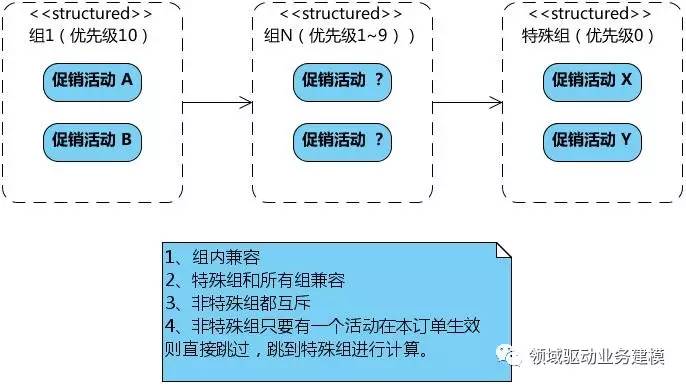 <<structured>>
组1（优先级10）
促销活动 A
促销活动 B
<<structured>>
组N（优先级1~9））
促销活动 ？
促销活动 ？
<<structured>>
特殊组（优先级0）
促销活动 X
促销活动 Y
1、组内兼容
2、特殊组和所有组兼容
3、非特殊组都互斥
4、非特殊组只要有一个活动在本订单生效
则直接跳过，跳到特殊组进行计算。
领域驱动业务建模